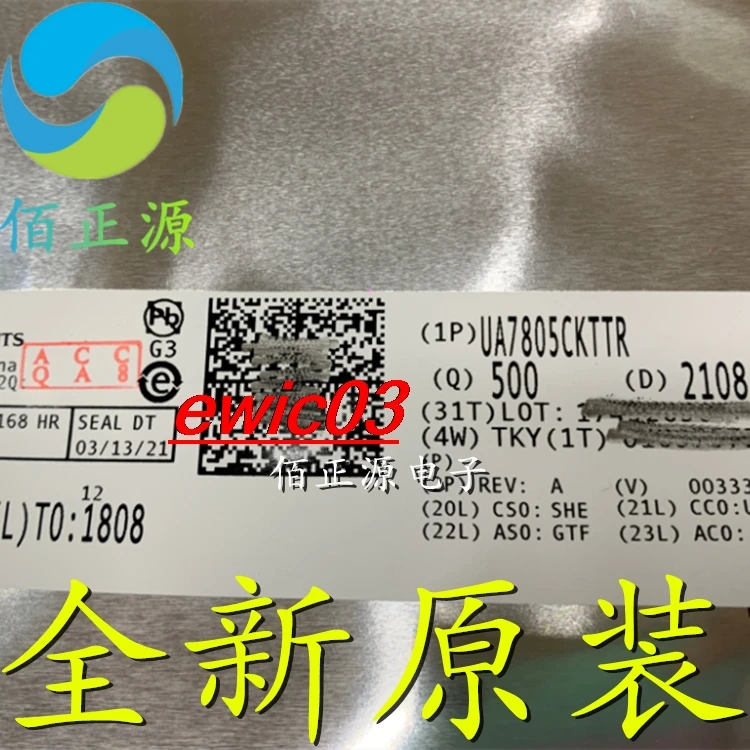 佰正源
G3
A C C
Q A 8
2Q
168 HR
SEAL DT
03/13/21
12
L)TO:1808
ewic03
佰正源电子
(1P)UA7805CKTTR
(Q) 500 (D) 2108
(31T)LOT:
(4W) TKY(1T)
(P)
REV: A (V) 00333
(20L) CSO: SHE (21L) CCO:U
(22L) ASO: GTF (23L) ACO:
全新原装